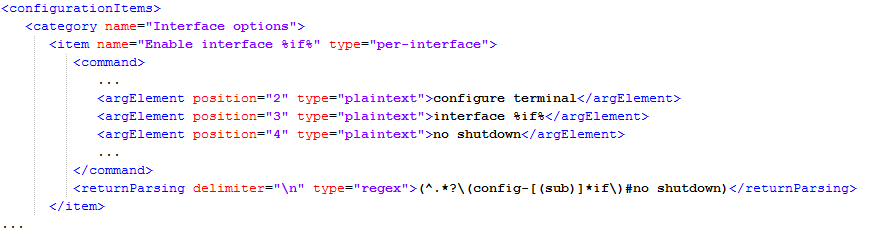 <configurationItems>
<category name="Interface options">
<item name="Enable interface %if%" type="per-interface">
<command>
...
<argElement position="2" type="plaintext">configure terminal</argElement>
<argElement position="3" type="plaintext">interface %if%</argElement>
<argElement position="4" type="plaintext">no shutdown</argElement>
...
</command>
<returnParsing delimiter="\n" type="regex">(^.*?\(config-[(sub)]*if\)#no shutdown)</returnParsing>
</item>
...